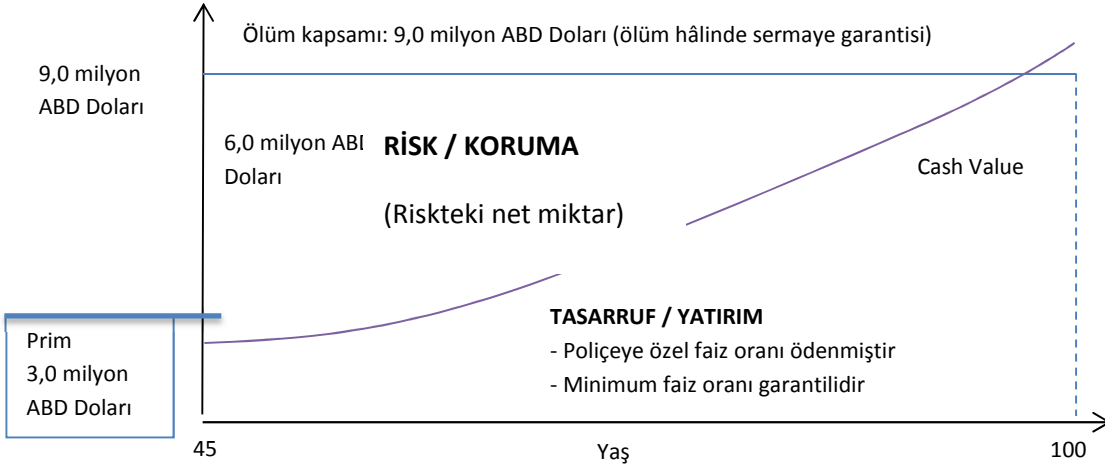 Ölüm kapsamı: 9,0 milyon ABD Doları (ölüm hâlinde sermaye garantisi)
9,0 milyon
ABD Doları
6,0 milyon ABD
Doları
RİSK / KORUMA
(Riskteki net miktar)
Cash Value
TASARRUF / YATIRIM
- Poliçeye özel faiz oranı ödenmiştir
- Minimum faiz oranı garantilidir
Prim
3,0 milyon
ABD Doları
45
Yaş
100